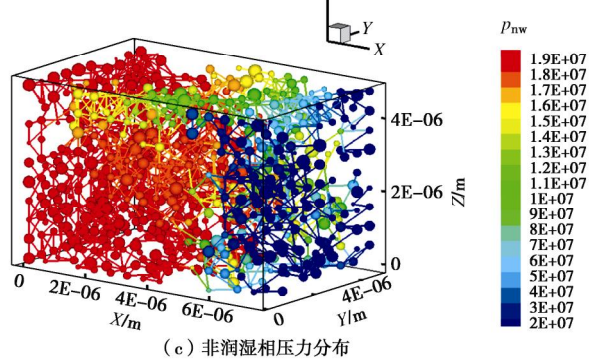 Y
X
p_nw
1.9E+07
1.8E+07
1.7E+07
1.6E+07
1.5E+07
1.4E+07
1.3E+07
1.2E+07
1.1E+07
1E+07
9E+07
8E+07
7E+07
6E+07
5E+07
4E+07
3E+07
2E+07
4E-06
2E-06
0
Z/m
0
2E-06
4E-06
6E-06
X/m
0
4E-06
Y/m
（c）非润湿相压力分布